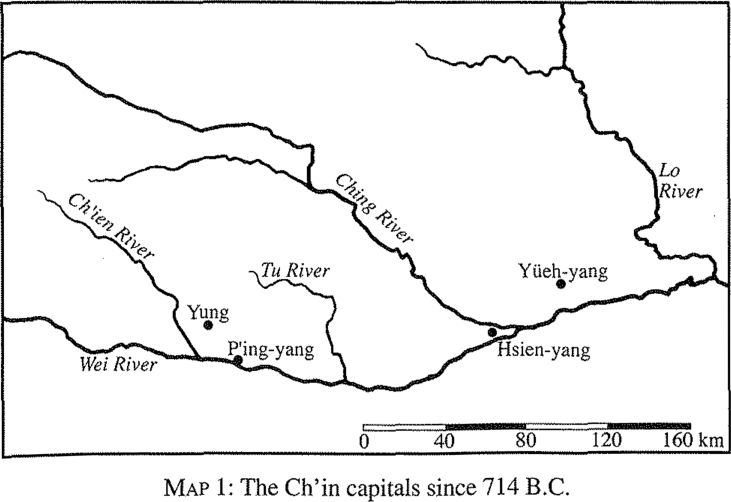 Lo
River
Ching River
Ch'ien River
Tu River
Yüeh-yang
Yung
P'ing-yang
Hsien-yang
Wei River
0 40 80 120 160 km
MAP 1: The Ch'in capitals since 714 B.C.